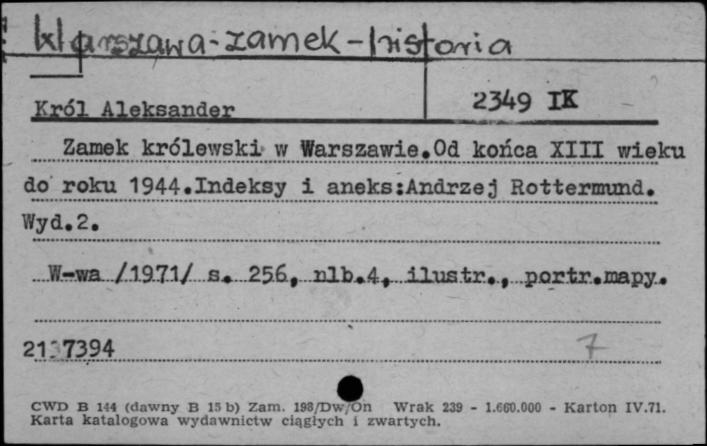 Warszawa-zamek-historia
Król Aleksander 2349 IK
Zamek królewski w Warszawie.Od końca XIII wieku
do roku 1944.Indeksy i aneks:Andrzej Rottermund.
Wyd.2.
W-wa /1971/ s. 256, nlb.4, ilustr., portr.mapy.
7
CWD B 144 (dawny B 15 b) Zam. 198/Dw/On Wrak 239 - 1.660.000 - Karton IV.71.
Karta katalogowa wydawnictw ciągłych i zwartych.